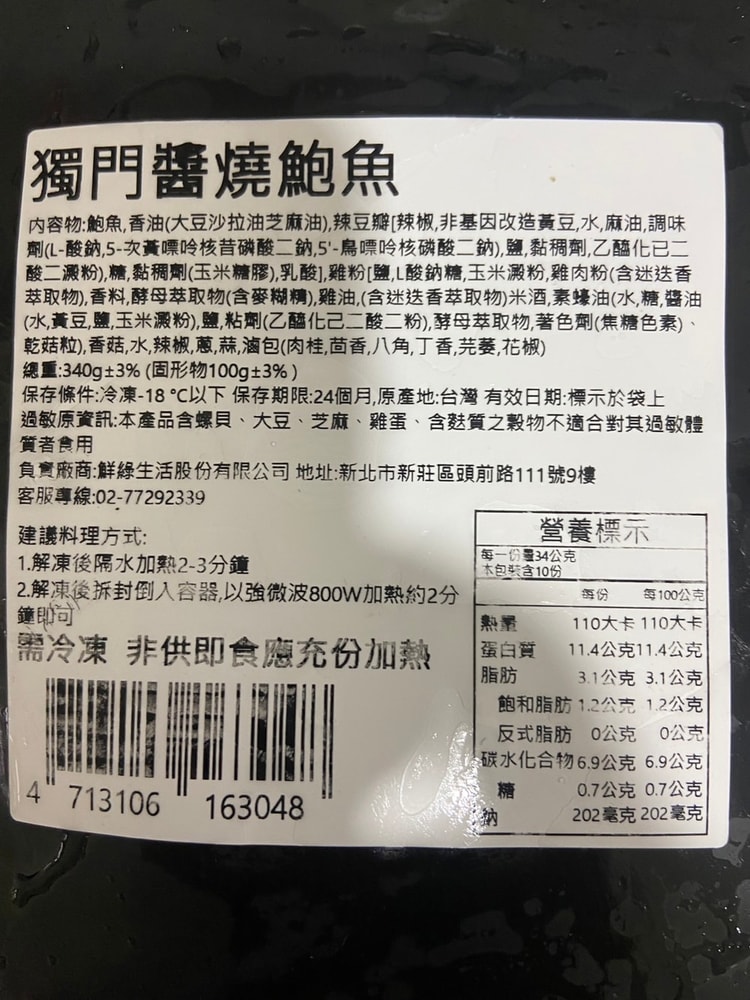 獨門醬燒鮑魚
內容物:鮑魚,香油(大豆沙拉油芝麻油),辣豆瓣[辣椒,非基因改造黃豆,水,麻油,調味
劑(L-酸鈉,5-次黃嘌呤核昔磷酸二鈉,5'-鳥嘌呤核磷酸二鈉),鹽,黏稠劑,乙醯化已二
酸二澱粉),糖,黏稠劑(玉米糖膠),乳酸],雞粉[鹽,L酸鈉糖,玉米澱粉,雞肉粉(含迷迭香
萃取物),香料,酵母萃取物(含麥糊精),雞油,(含迷迭香萃取物)米酒,素蠔油(水,糖,醬油
(水,黃豆,鹽,玉米澱粉),鹽,粘劑(乙醯化己二酸二粉),酵母萃取物,著色劑(焦糖色素)、
乾菇粒),香菇,水,辣椒,蔥,蒜,滷包(肉桂,茴香,八角,丁香,芫荽,花椒)
總重:340g±3% (固形物100g±3%)
保存條件:冷凍-18 °C以下 保存期限:24個月,原產地:台灣 有效日期:標示於袋上
過敏原資訊:本產品含螺貝、大豆、芝麻、雞蛋、含麩質之穀物不適合對其過敏體
質者食用
負責廠商:鮮綠生活股份有限公司 地址:新北市新莊區頭前路111號9樓
客服專線:02-77292339
建議料理方式:
1.解凍後隔水加熱2-3分鐘
2.解凍後拆封倒入容器,以強微波800W加熱約2分
鐘即可
需冷凍 非供即食應充份加熱
4 713106 163048
營養標示
每一份量34公克
本包裝含10份
每份 每100公克
熱量 110大卡 110大卡
蛋白質 11.4公克 11.4公克
脂肪 3.1公克 3.1公克
飽和脂肪 1.2公克 1.2公克
反式脂肪 0公克 0公克
碳水化合物 6.9公克 6.9公克
糖 0.7公克 0.7公克
鈉 202毫克 202毫克